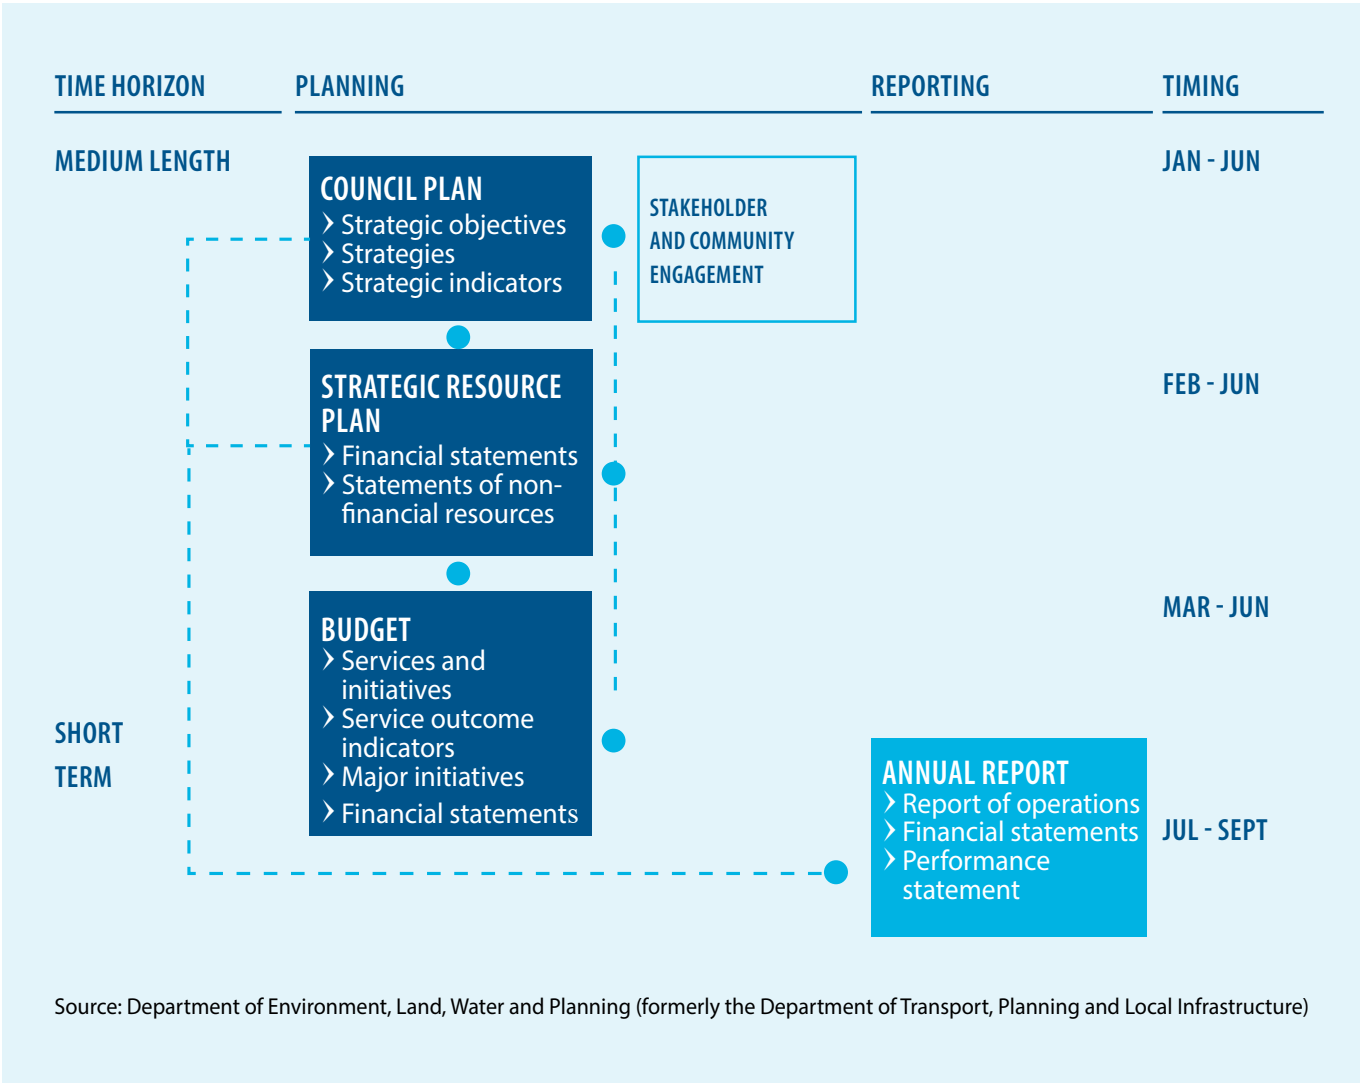 TIME HORIZON
PLANNING
REPORTING
TIMING
MEDIUM LENGTH
COUNCIL PLAN
Strategic objectives
Strategies
Strategic indicators
STAKEHOLDER
AND COMMUNITY
ENGAGEMENT
JAN - JUN
STRATEGIC RESOURCE
PLAN
Financial statements
Statements of non-
financial resources
FEB - JUN
BUDGET
Services and
initiatives
Service outcome
indicators
Major initiatives
Financial statements
MAR - JUN
SHORT
TERM
ANNUAL REPORT
Report of operations
Financial statements
Performance
statement
JUL - SEPT
Source: Department of Environment, Land, Water and Planning (formerly the Department of Transport, Planning and Local Infrastructure)